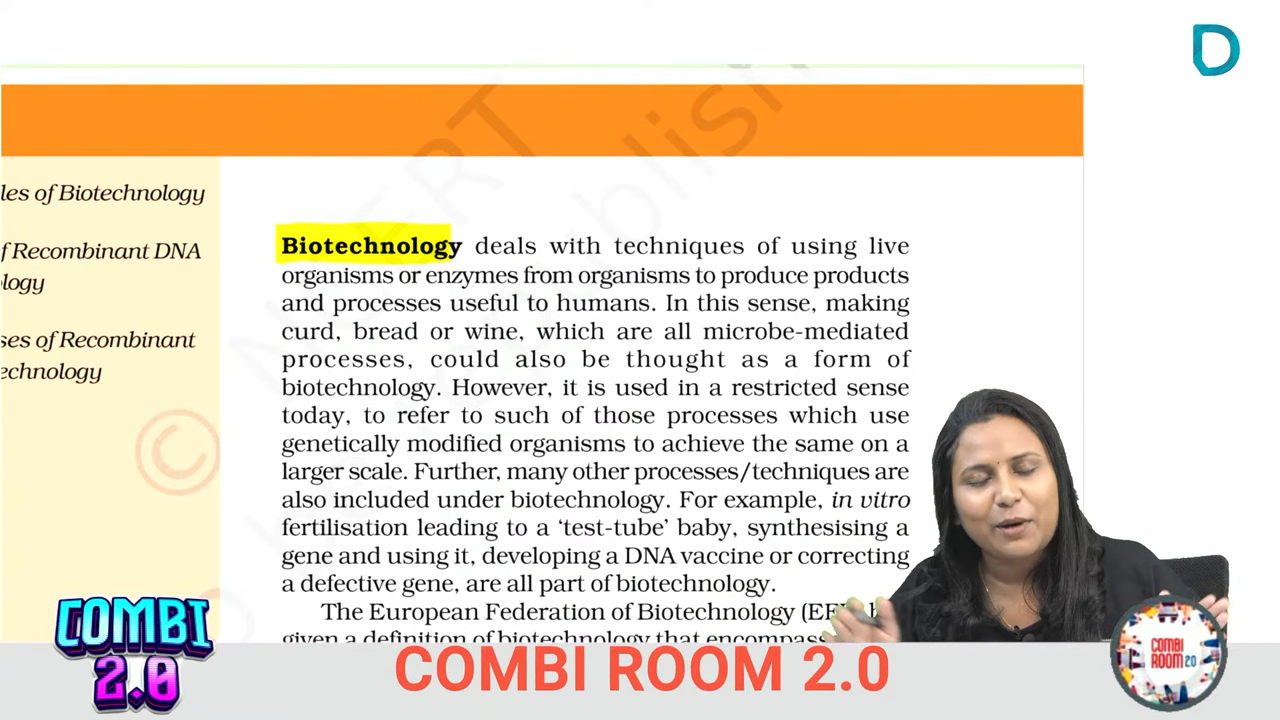 les of Biotechnology
f Recombinant DNA
logy
ses of Recombinant
echnology
Biotechnology deals with techniques of using live
organisms or enzymes from organisms to produce products
and processes useful to humans. In this sense, making
curd, bread or wine, which are all microbe-mediated
processes, could also be thought as a form of
biotechnology. However, it is used in a restricted sense
today, to refer to such of those processes which use
genetically modified organisms to achieve the same on a
larger scale. Further, many other processes/techniques are
also included under biotechnology. For example, in vitro
fertilisation leading to a ‘test-tube’ baby, synthesising a
gene and using it, developing a DNA vaccine or correcting
a defective gene, are all part of biotechnology.
The European Federation of Biotechnology
given a definition of biotechnology that encompass
COMBI
2.0
COMBI ROOM 2.0
COMBI
ROOM 2.0